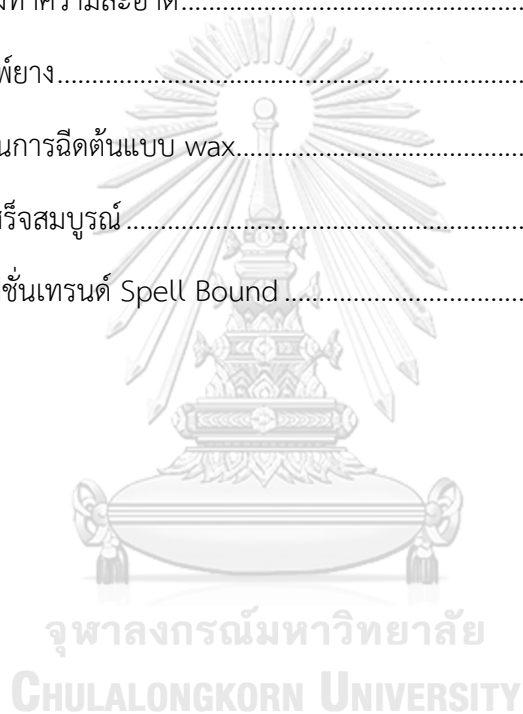 มทำความสะอาด
พ์ยาง
นการฉีดต้นแบบ wax
สร็จสมบูรณ์
ชั่นเทรนด์ Spell Bound
จุฬาลงกรณ์มหาวิทยาลัย
CHULALONGKORN UNIVERSITY